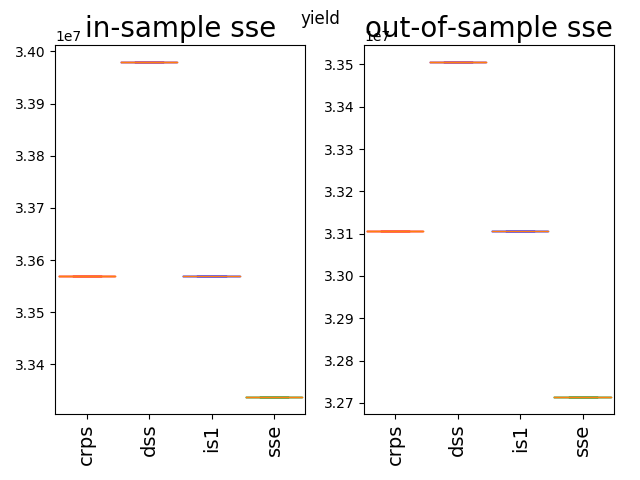 yield
in-sample sse
1e7
3.40
3.39
3.38
3.37
3.36
3.35
3.34
crps
dss
is1
sse
out-of-sample sse
1e7
3.35
3.34
3.33
3.32
3.31
3.30
3.29
3.28
3.27
crps
dss
is1
sse